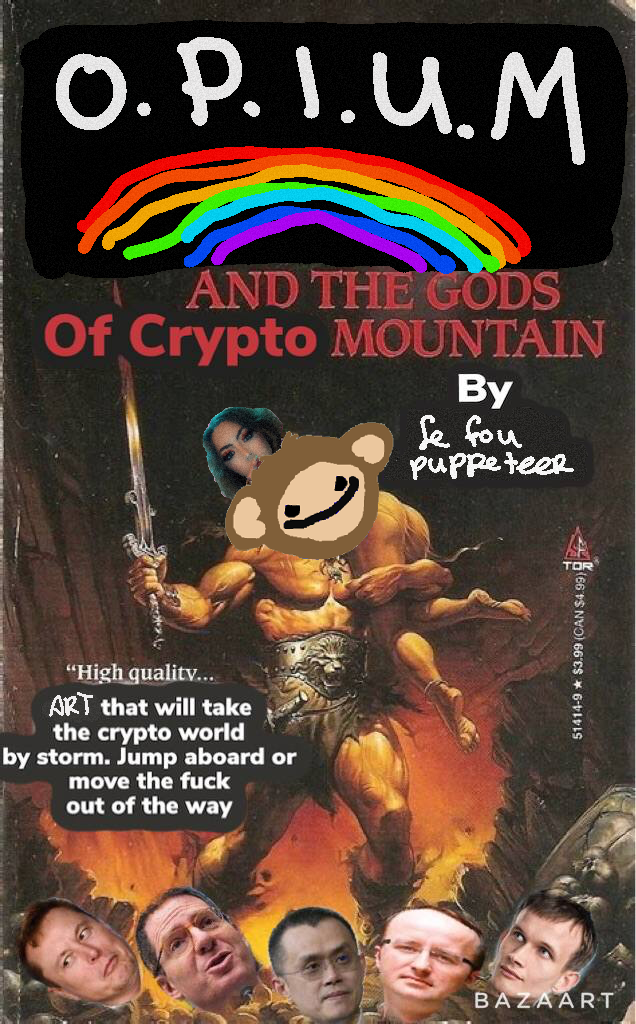 O.P.I.U.M
AND THE GODS
Of Crypto MOUNTAIN
By
Se fou
puppeteer
TOR
51414-9 ★ $3.99 (CAN $4.99)
“High quality...
ART that will take
the crypto world
by storm. Jump aboard or
move the fuck
out of the way
BAZAART